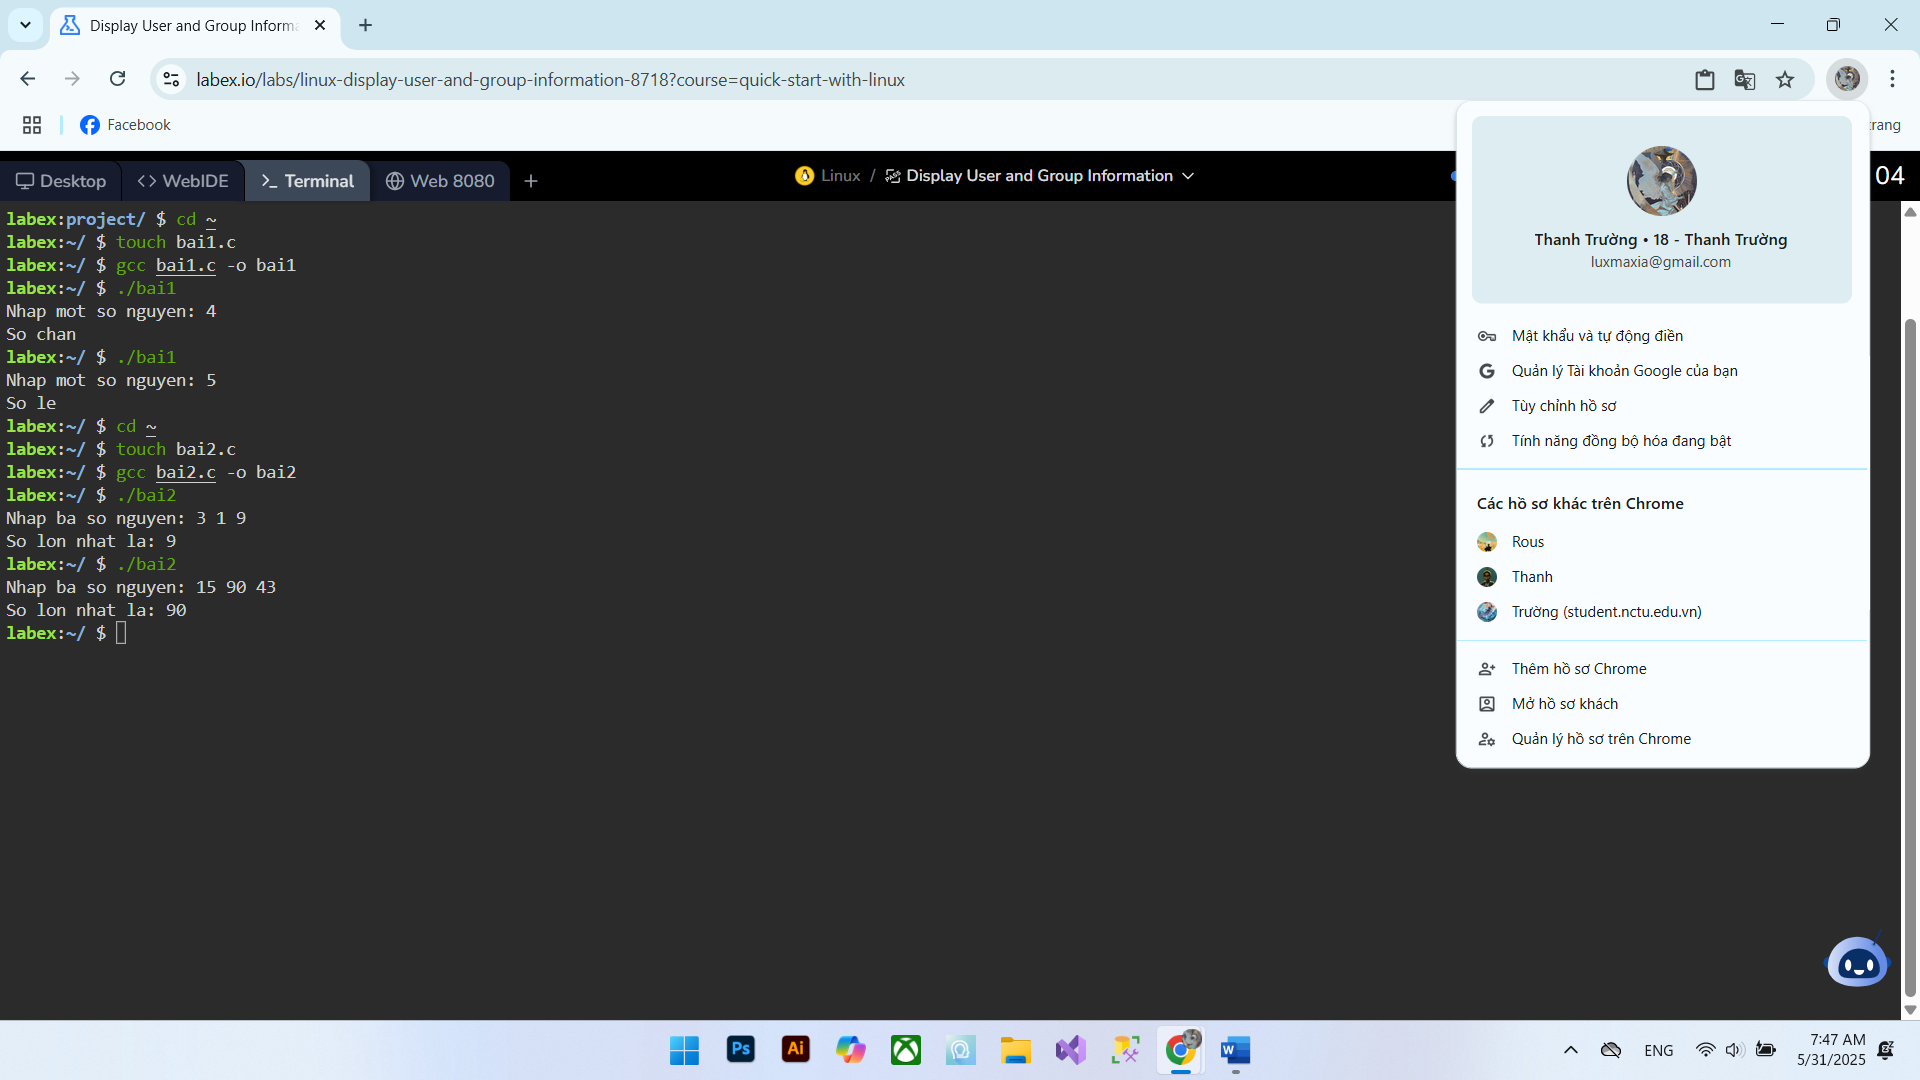 Display User and Group Informa
labex.io/labs/linux-display-user-and-group-information-8718?course=quick-start-with-linux
Facebook
trang
Desktop
WebIDE
Terminal
Web 8080
Linux / Display User and Group Information
04
labex:project/ $ cd ~
labex:~/ $ touch bai1.c
labex:~/ $ gcc bai1.c -o bai1
labex:~/ $ ./bai1
Nhap mot so nguyen: 4
So chan
labex:~/ $ ./bai1
Nhap mot so nguyen: 5
So le
labex:~/ $ cd ~
labex:~/ $ touch bai2.c
labex:~/ $ gcc bai2.c -o bai2
labex:~/ $ ./bai2
Nhap ba so nguyen: 3 1 9
So lon nhat la: 9
labex:~/ $ ./bai2
Nhap ba so nguyen: 15 90 43
So lon nhat la: 90
labex:~/ $
Thanh Trường • 18 - Thanh Trường
luxmaxia@gmail.com
Mật khẩu và tự động điền
Quản lý Tài khoản Google của bạn
Tùy chỉnh hồ sơ
Tính năng đồng bộ hóa đang bật
Các hồ sơ khác trên Chrome
Rous
Thanh
Trường (student.nctu.edu.vn)
Thêm hồ sơ Chrome
Mở hồ sơ khách
Quản lý hồ sơ trên Chrome
Ps
Ai
W
ENG
7:47 AM
5/31/2025